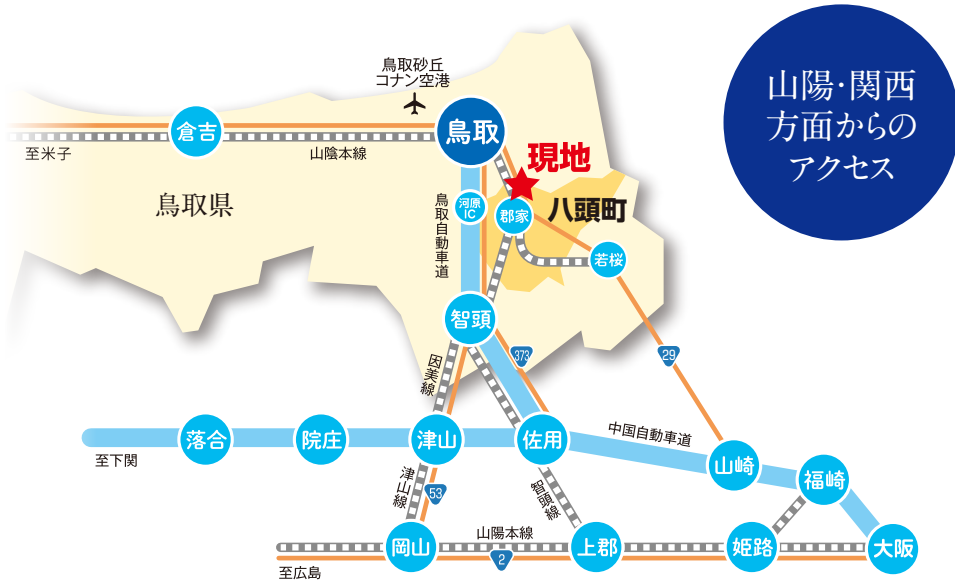 山陽・関西
方面からの
アクセス
鳥取砂丘
コナン空港
鳥取
倉吉
至米子
山陰本線
現地
鳥取県
鳥取自動車道
河原
IC
郡家
八頭町
若桜
智頭
因美線
373
29
落合
院庄
津山
佐用
中国自動車道
至下関
山崎
福崎
津山線
53
智頭線
岡山
山陽本線
2
上郡
姫路
大阪
至広島